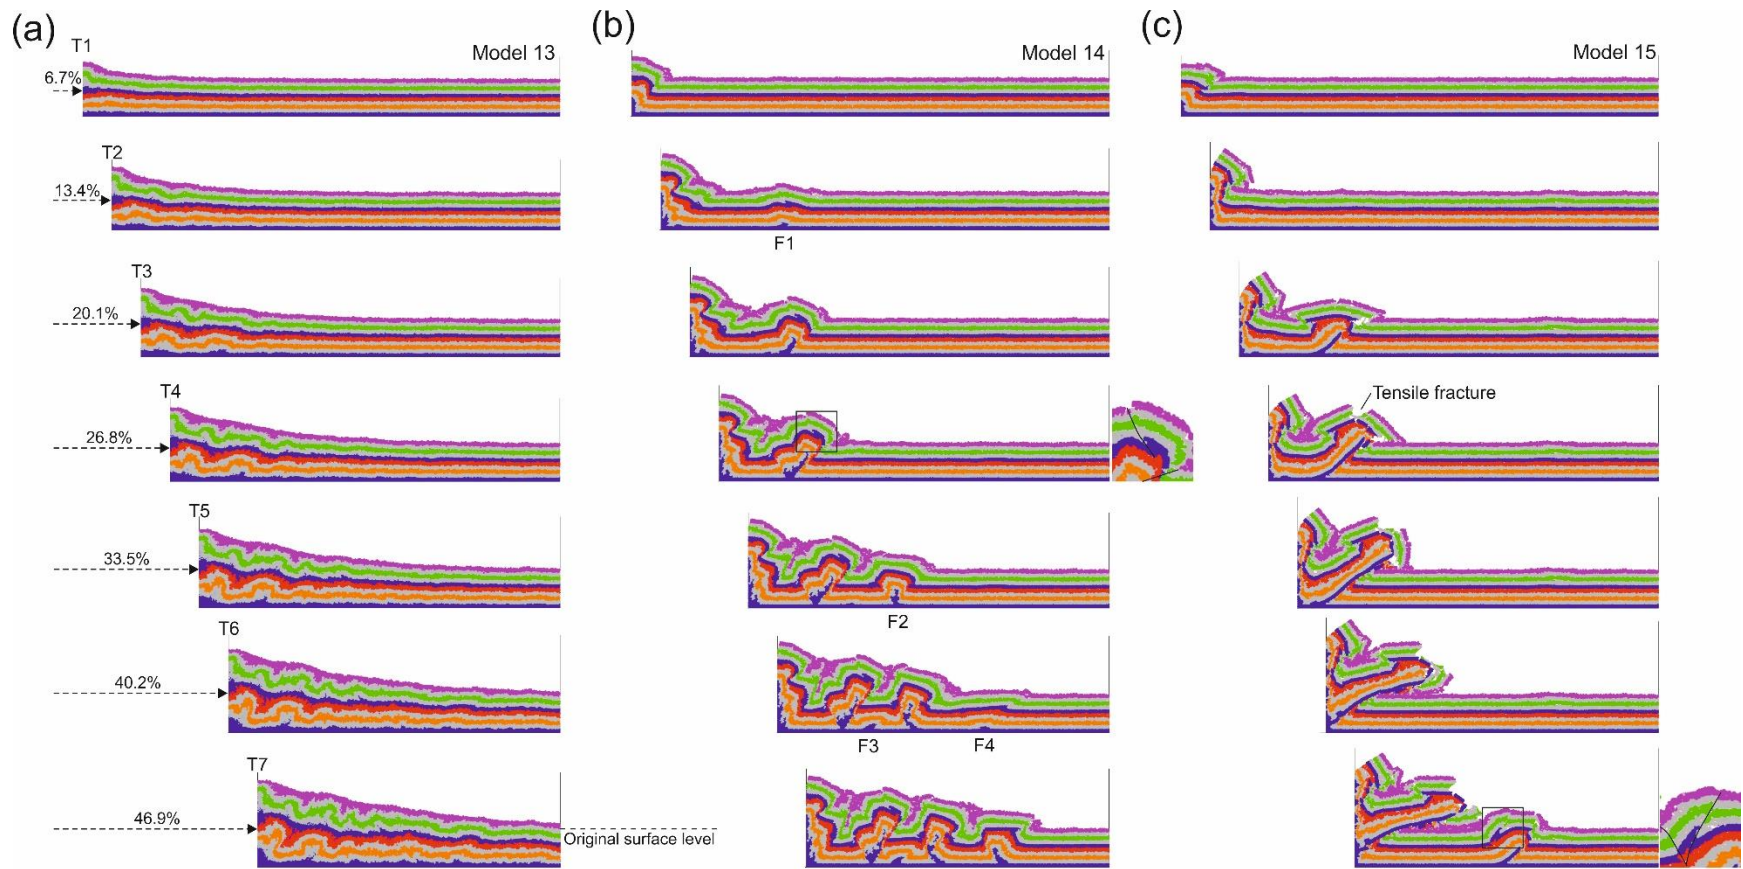 (a)
T1
Model 13
6.7%
T2
13.4%
T3
20.1%
T4
26.8%
T5
33.5%
T6
40.2%
T7
46.9%
Original surface level
(b)
Model 14
F1
F2
F3
F4
(c)
Model 15
Tensile fracture